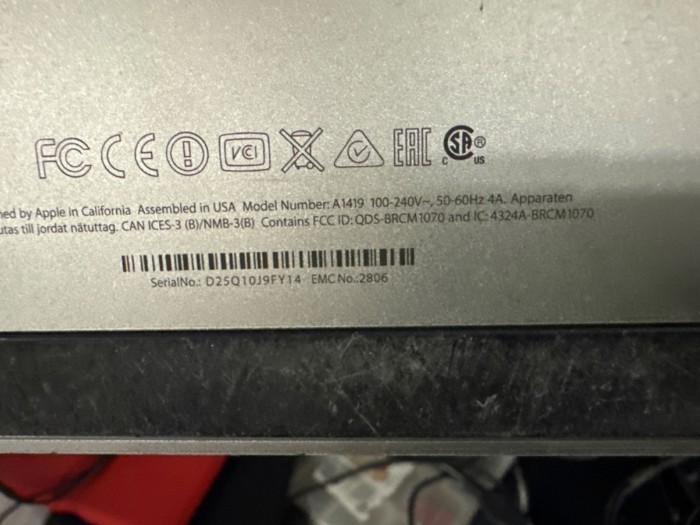 FC CE VCI EAC SA® C US
ned by Apple in California Assembled in USA Model Number: A1419 100-240V~, 50-60Hz 4A. Apparaten
utas till jordat nätuttag. CAN ICES-3 (B)/NMB-3(B) Contains FCC ID: QDS-BRCM1070 and IC: 4324A-BRCM1070
SerialNo.: D25Q10J9FY14 EMC No.:2806